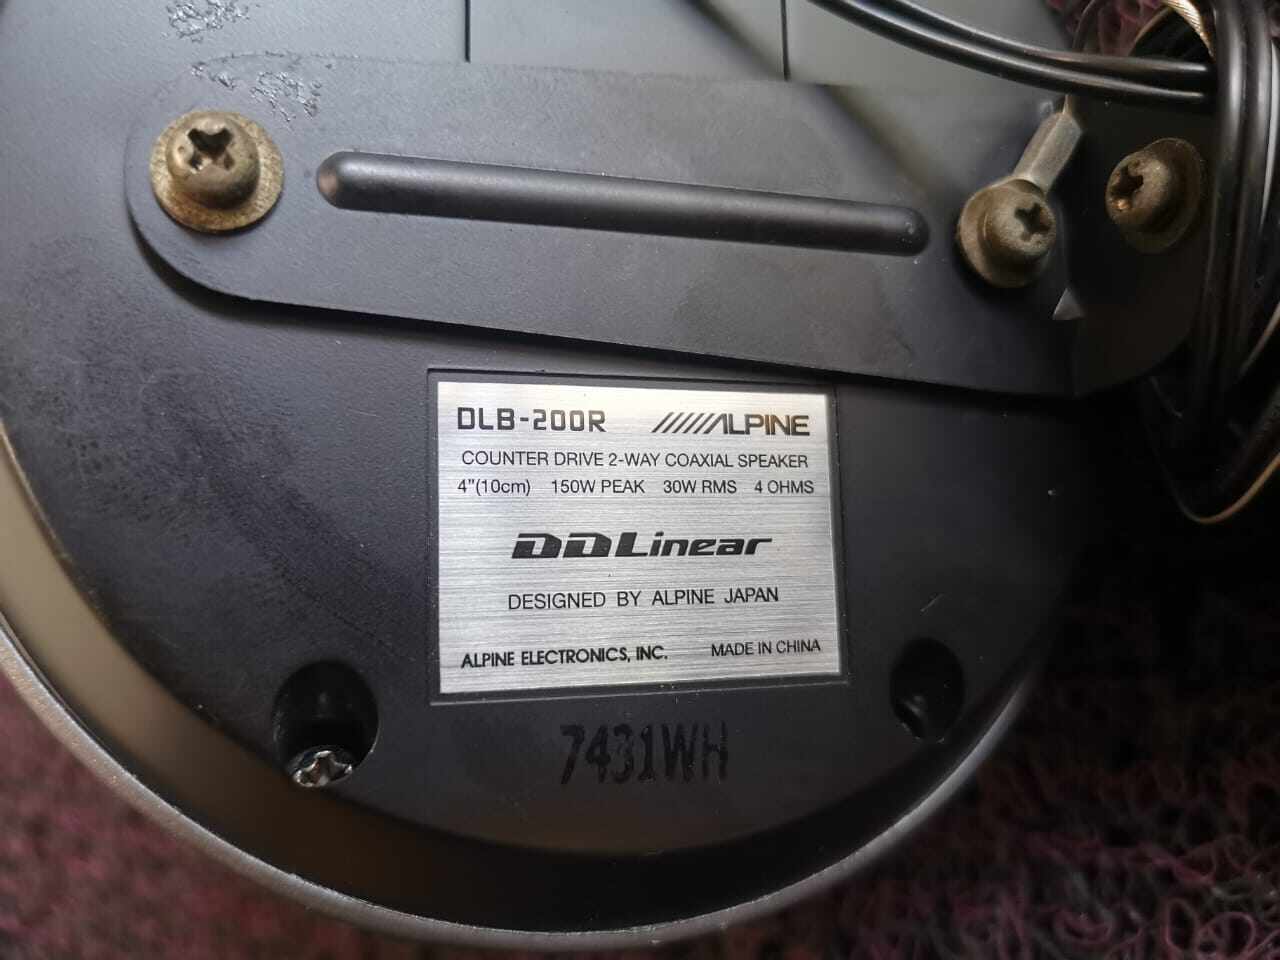 DLB-200R ALPINE
COUNTER DRIVE 2-WAY COAXIAL SPEAKER
4"(10cm) 150W PEAK 30W RMS 4 OHMS
DDLinear
DESIGNED BY ALPINE JAPAN
ALPINE ELECTRONICS, INC. MADE IN CHINA
7431WH